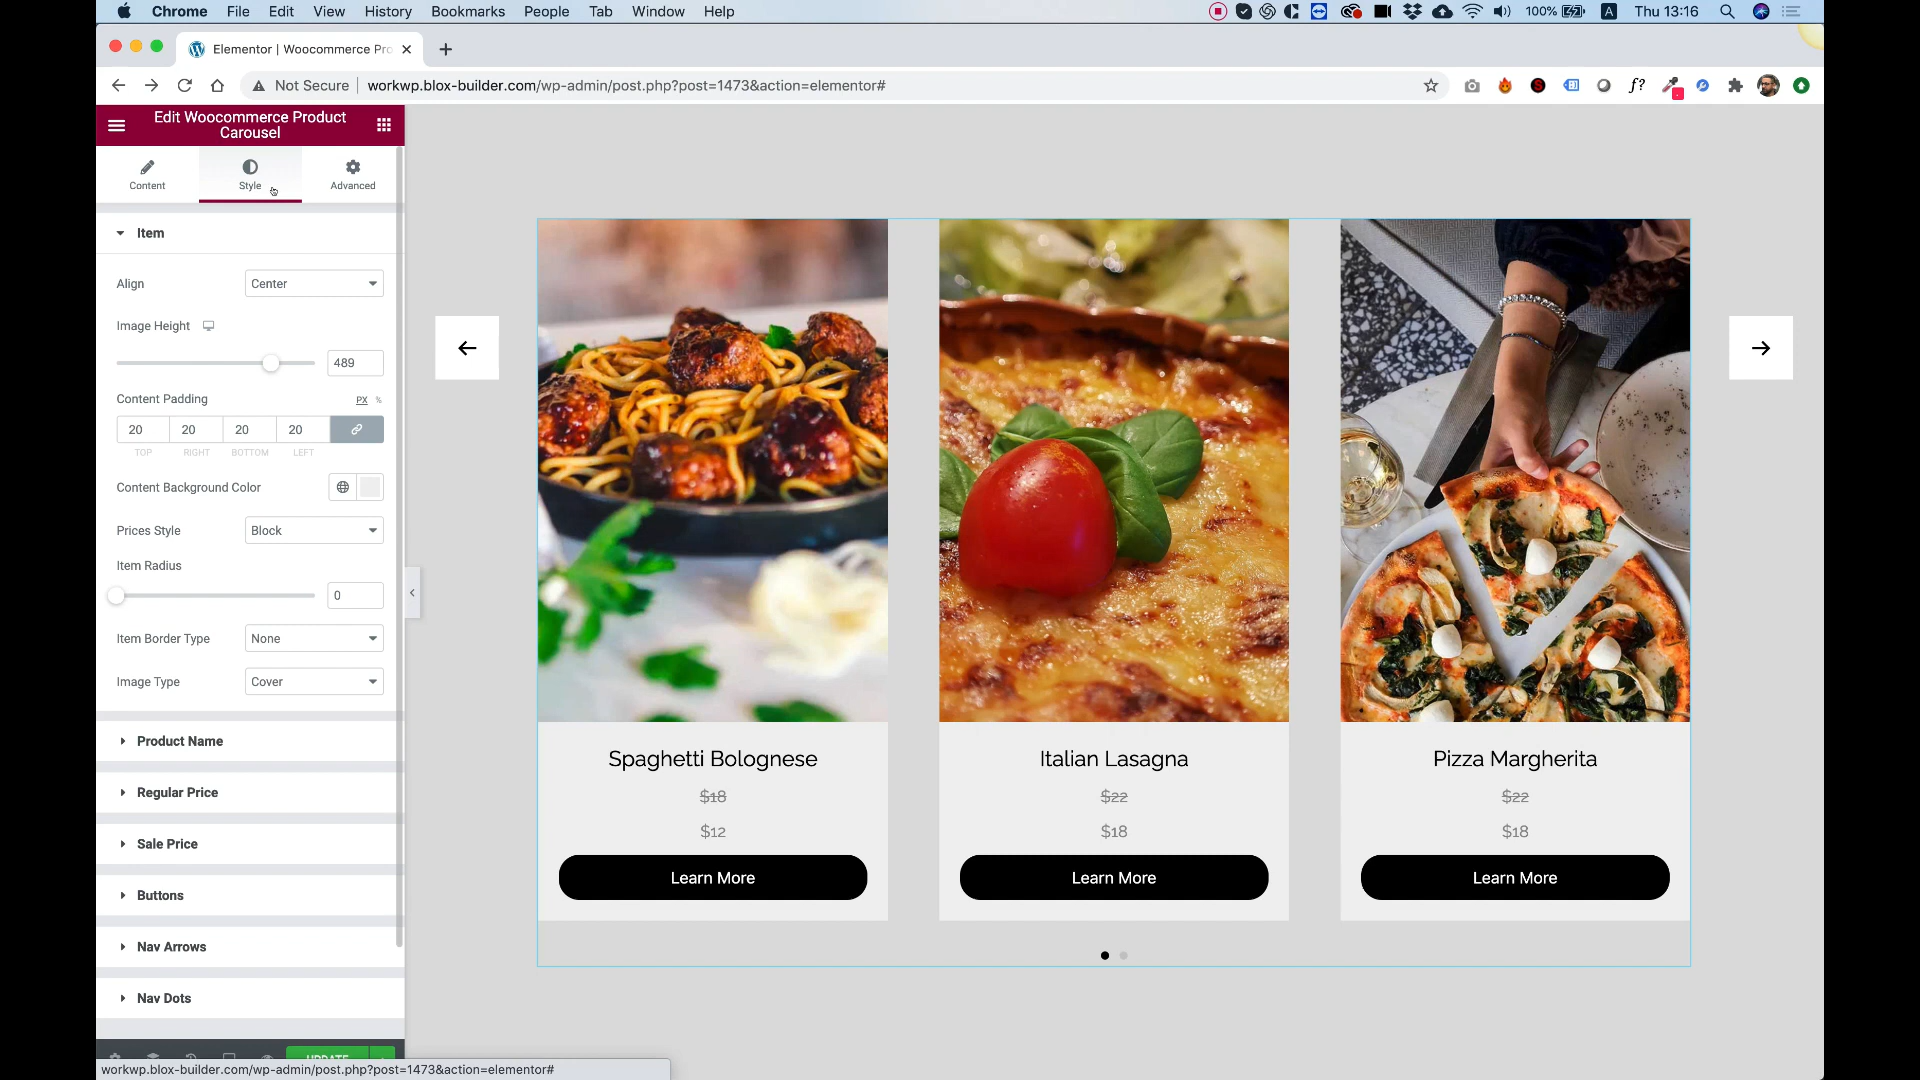 Chrome File Edit View History Bookmarks People Tab Window Help 100% A Thu 13:16
Elementor | Woocommerce Pro
Not Secure workwp.blox-builder.com/wp-admin/post.php?post=1473&action=elementor# f?
Edit Woocommerce Product
Carousel
Content Style Advanced
Item
Align Center
Image Height
489
Content Padding PX %
20 20 20 20
TOP RIGHT BOTTOM LEFT
Content Background Color
Prices Style Block
Item Radius
0
Item Border Type None
Image Type Cover
Product Name
Regular Price
Sale Price
Buttons
Nav Arrows
Nav Dots
UPDATE
workwp.blox-builder.com/wp-admin/post.php?post=1473&action=elementor#
Spaghetti Bolognese
$18
$12
Learn More
Italian Lasagna
$22
$18
Learn More
Pizza Margherita
$22
$18
Learn More